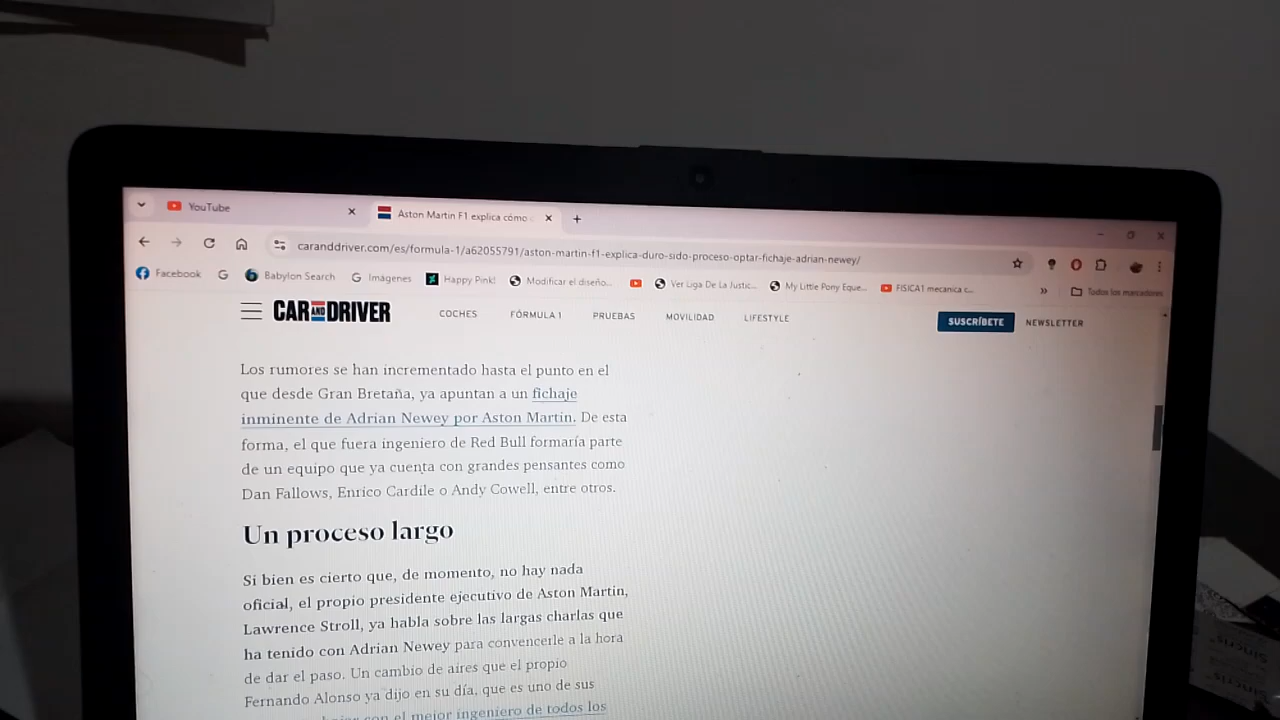 YouTube
Aston Martin F1 explica cómo
caranddriver.com/es/formula-1/a62055791/aston-martin-f1-explica-duro-sido-proceso-optar-fichaje-adrian-newey/
Facebook
Babylon Search
Imágenes
Happy Pink!
Modificar el diseño...
Ver Liga De La Justic...
My Little Pony Eque...
FISICA1 mecanica c...
Todos los marcadores
CAR AND DRIVER
COCHES
FÓRMULA 1
PRUEBAS
MOVILIDAD
LIFESTYLE
SUSCRÍBETE
NEWSLETTER
Los rumores se han incrementado hasta el punto en el
que desde Gran Bretaña, ya apuntan a un fichaje
inminente de Adrian Newey por Aston Martin. De esta
forma, el que fuera ingeniero de Red Bull formaría parte
de un equipo que ya cuenta con grandes pensantes como
Dan Fallows, Enrico Cardile o Andy Cowell, entre otros.
Un proceso largo
Si bien es cierto que, de momento, no hay nada
oficial, el propio presidente ejecutivo de Aston Martin,
Lawrence Stroll, ya habla sobre las largas charlas que
ha tenido con Adrian Newey para convencerle a la hora
de dar el paso. Un cambio de aires que el propio
Fernando Alonso ya dijo en su día, que es uno de sus
con el mejor ingeniero de todos los
Sincris